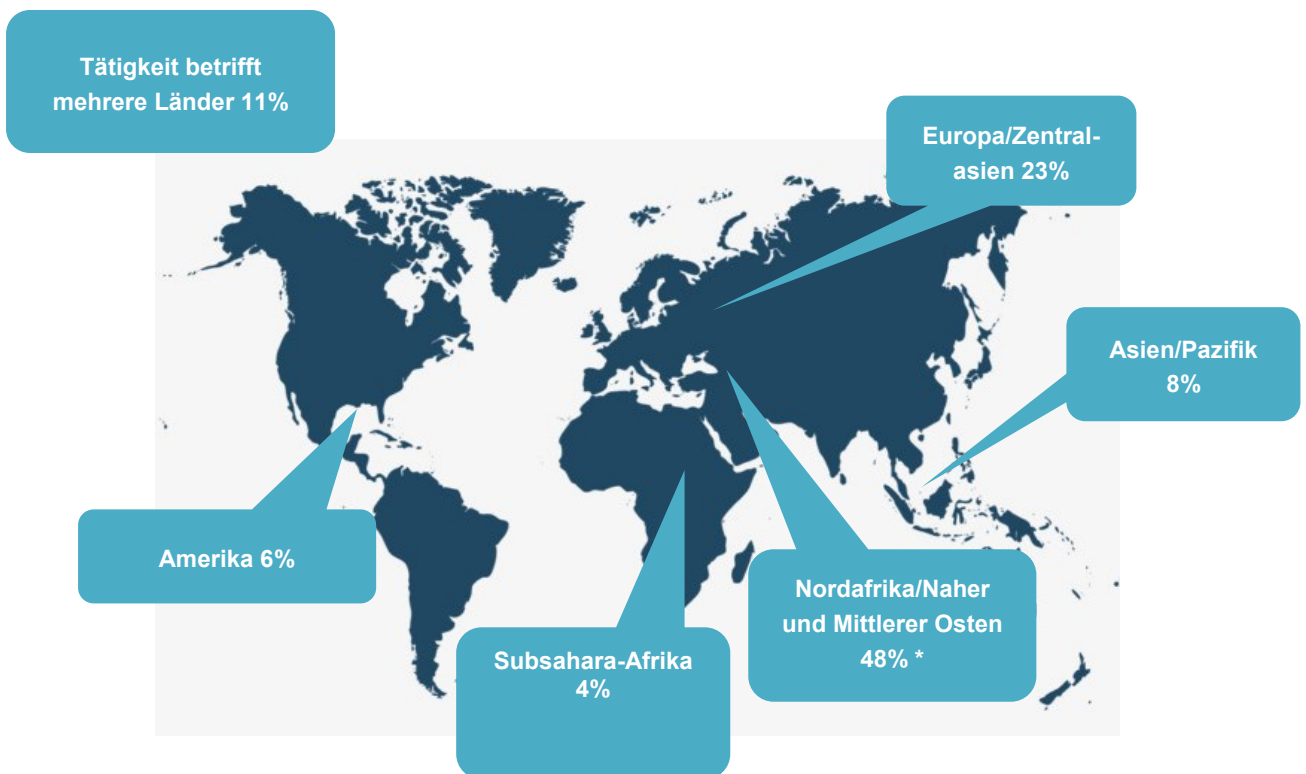 Tätigkeit betrifft
mehrere Länder 11%
Europa/Zentral-
asien 23%
Asien/Pazifik
8%
Amerika 6%
Nordafrika/Naher
und Mittlerer Osten
48% *
Subsahara-Afrika
4%